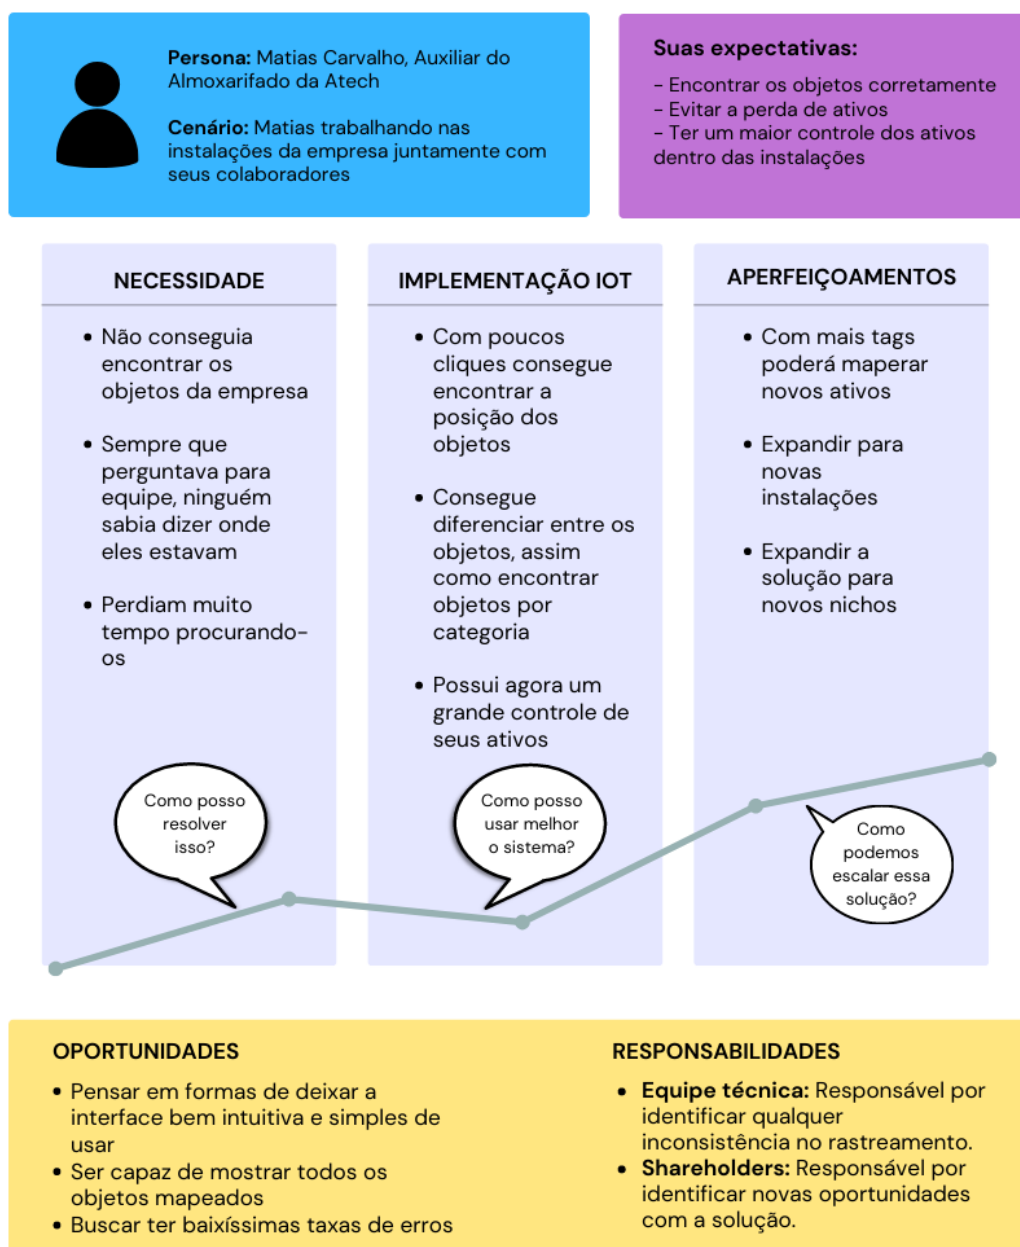 Persona: Matias Carvalho, Auxiliar do
Almoxarifado da Atech
Cenário: Matias trabalhando nas
instalações da empresa juntamente com
seus colaboradores
Suas expectativas:
- Encontrar os objetos corretamente
- Evitar a perda de ativos
- Ter um maior controle dos ativos
dentro das instalações
NECESSIDADE
• Não conseguia
encontrar os
objetos da empresa
• Sempre que
perguntava para
equipe, ninguém
sabia dizer onde
eles estavam
• Perdiam muito
tempo procurando-
os
Como posso
resolver
isso?
IMPLEMENTAÇÃO IOT
• Com poucos
cliques consegue
encontrar a
posição dos
objetos
• Consegue
diferenciar entre os
objetos, assim
como encontrar
objetos por
categoria
• Possui agora um
grande controle de
seus ativos
Como posso
usar melhor
o sistema?
APERFEIÇOAMENTOS
• Com mais tags
poderá maperar
novos ativos
• Expandir para
novas
instalações
• Expandir a
solução para
novos nichos
Como
podemos
escalar essa
solução?
OPORTUNIDADES
• Pensar em formas de deixar a
interface bem intuitiva e simples de
usar
• Ser capaz de mostrar todos os
objetos mapeados
• Buscar ter baixíssimas taxas de erros
RESPONSABILIDADES
• Equipe técnica: Responsável por
identificar qualquer
inconsistência no rastreamento.
• Shareholders: Responsável por
identificar novas oportunidades
com a solução.